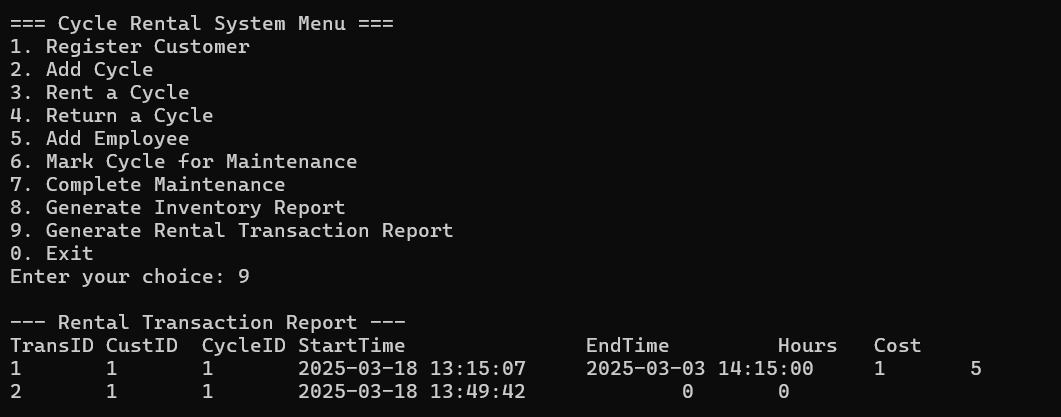 === Cycle Rental System Menu ===
1. Register Customer
2. Add Cycle
3. Rent a Cycle
4. Return a Cycle
5. Add Employee
6. Mark Cycle for Maintenance
7. Complete Maintenance
8. Generate Inventory Report
9. Generate Rental Transaction Report
0. Exit
Enter your choice: 9

--- Rental Transaction Report ---
TransID CustID  CycleID StartTime               EndTime         Hours   Cost
1       1       1       2025-03-18 13:15:07     2025-03-03 14:15:00     1       5
2       1       1       2025-03-18 13:49:42             0       0